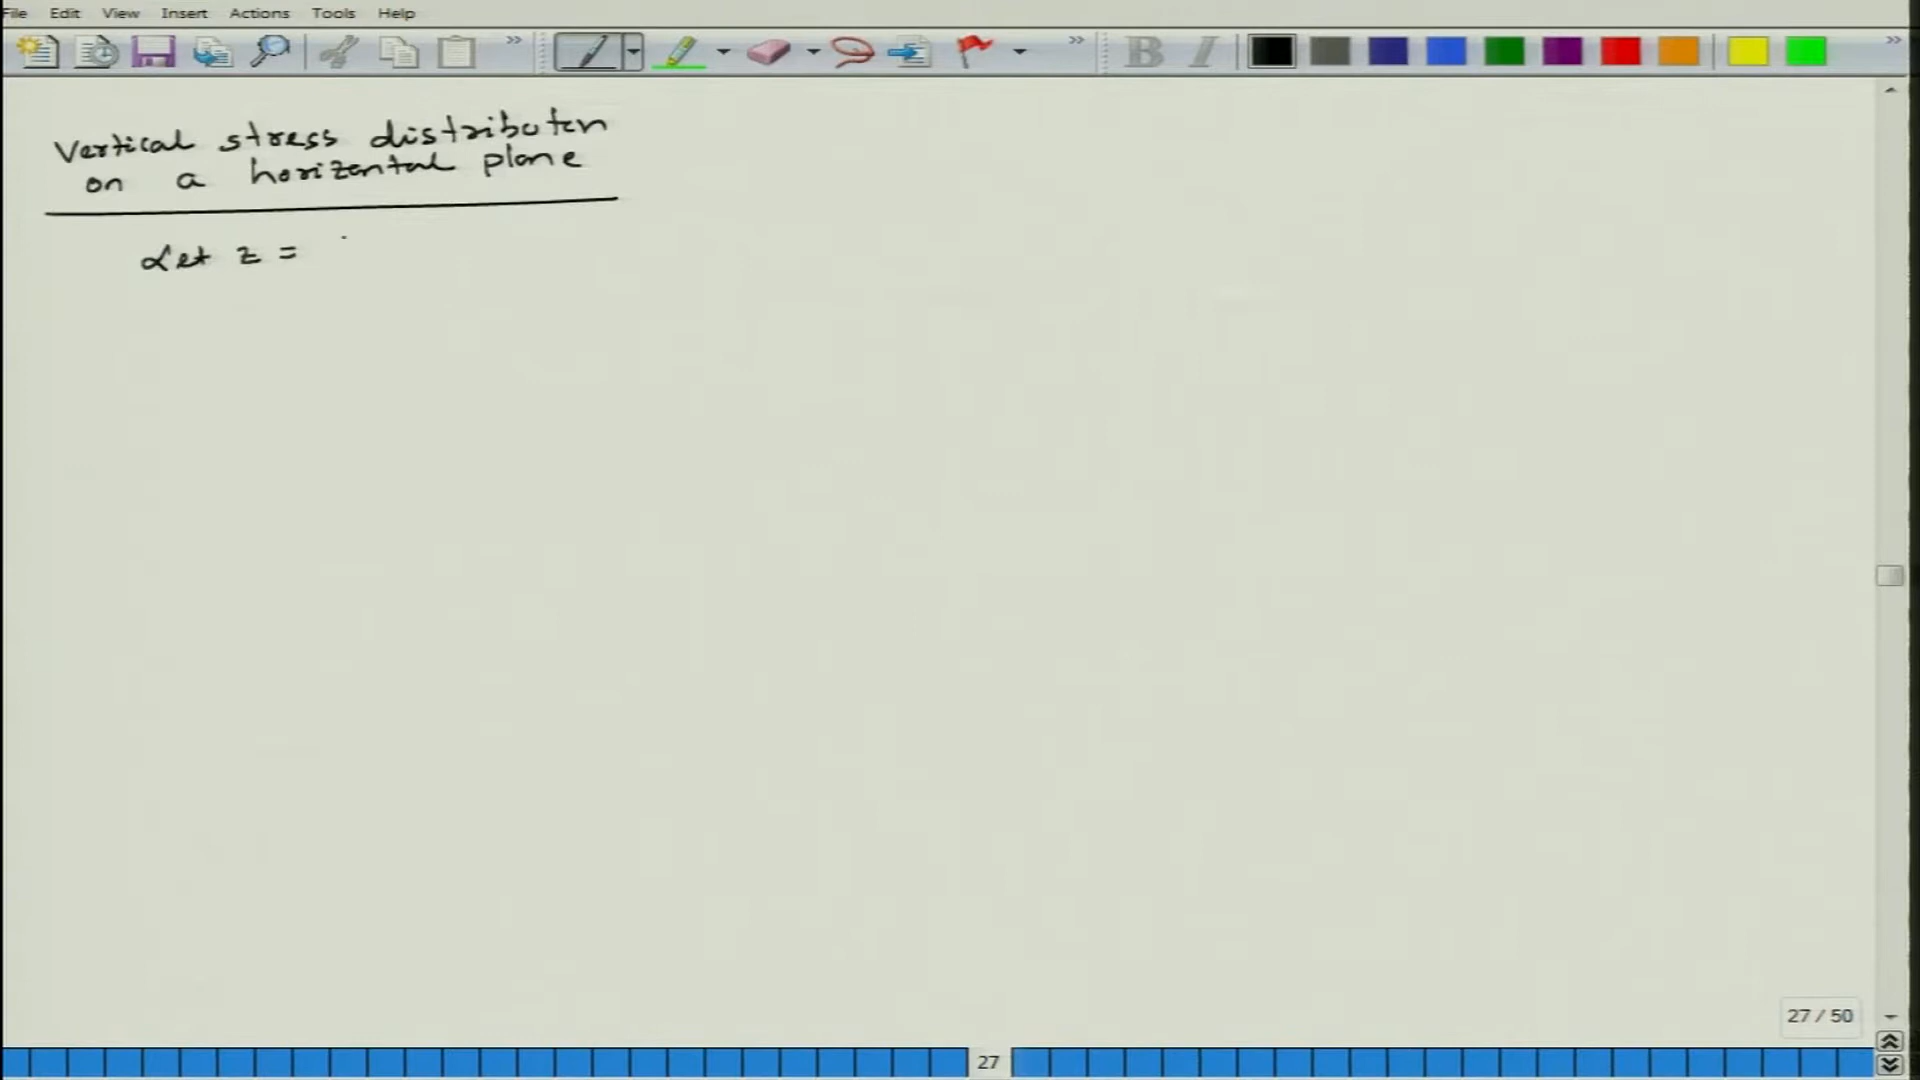 File Edit View Insert Actions Tools Help
B I
Vertical stress distributon
on a horizontal plane
Let z =
27 / 50
27